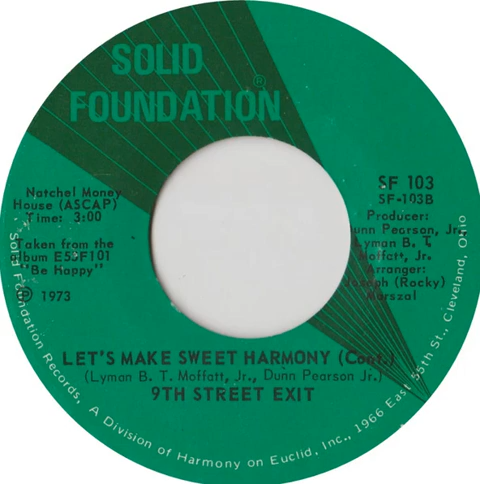 SOLID
FOUNDATION®
Natchel Money
House (ASCAP)
Time: 3:00
Taken from the
album E5SF101
"Be Happy"
℗ 1973
SF 103
SF-103B
Producer:
Dunn Pearson, Jr.
Lyman B. T.
Moffatt, Jr.
Arranger:
Joseph (Rocky)
Marszal
LET'S MAKE SWEET HARMONY (Cont.)
(Lyman B. T. Moffatt, Jr., Dunn Pearson Jr.)
9TH STREET EXIT
Solid Foundation Records, A Division of Harmony on Euclid, Inc., 1966 East 55th St., Cleveland, Ohio